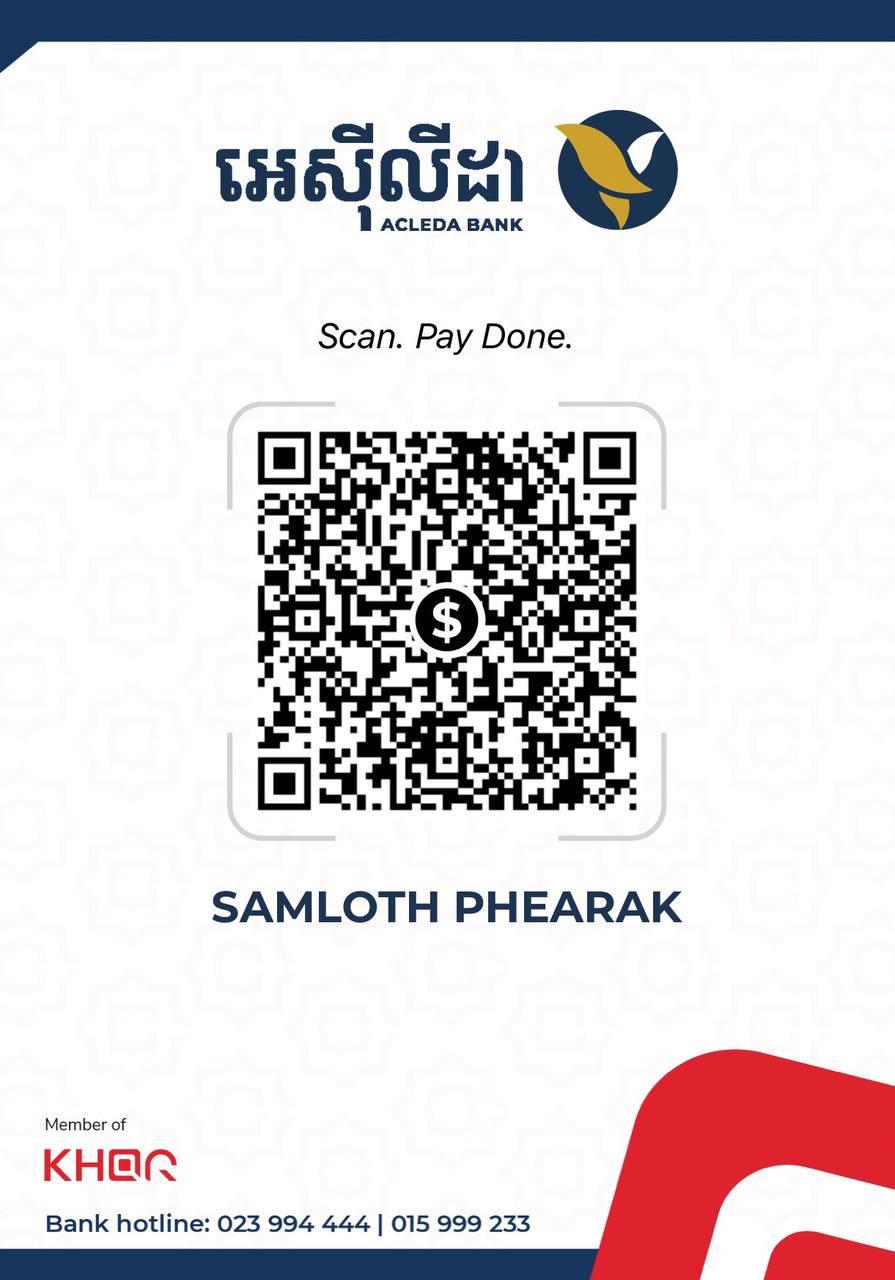 អេស៊ីលីដា
ACLEDA BANK
Scan. Pay Done.
$
SAMLOTH PHEARAK
Member of
KHQR
Bank hotline: 023 994 444 | 015 999 233